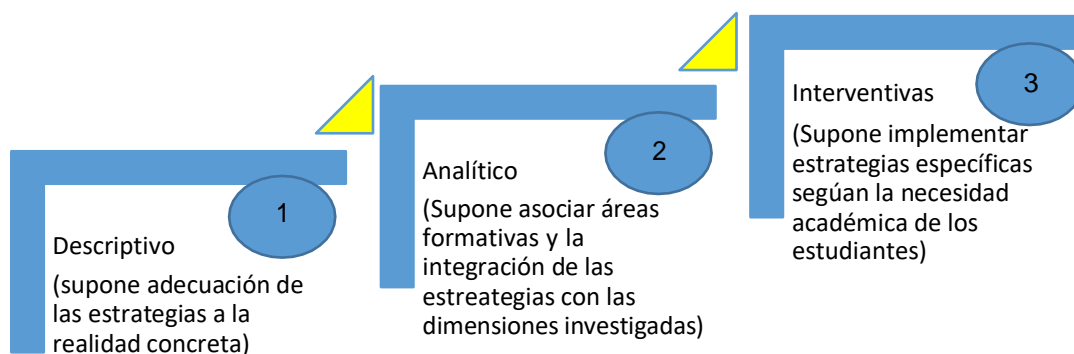 1
Descriptivo
(supone adecuación de
las estrategias a la
realidad concreta)
2
Analítico
(Supone asociar áreas
formativas y la
integración de las
estreategias con las
dimensiones investigadas)
3
Interventivas
(Supone implementar
estrategias específicas
segúan la necesidad
académica de los
estudiantes)